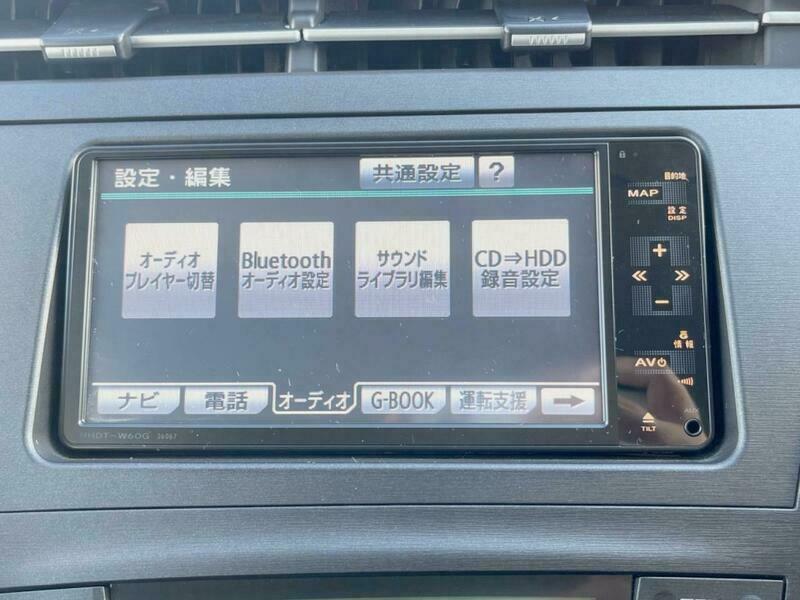 設定・編集
共通設定
?
オーディオ
プレイヤー切替
Bluetooth
オーディオ設定
サウンド
ライブラリ編集
CD⇒HDD
録音設定
ナビ
電話
オーディオ
G-BOOK
運転支援
→
NHDT-W60G
目的地
MAP
設定
DISP
+
«
»
−
情報
AV
TILT
AUX